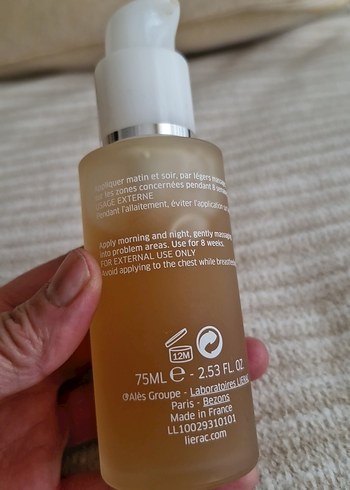 Appliquer matin et soir, par légers
sur les zones concernées pendant 8
USAGE EXTERNE
Pendant l'allaitement, éviter l'application
Apply morning and night, gently massaging
into problem areas. Use for 8 weeks.
FOR EXTERNAL USE ONLY
Avoid applying to the chest while
12M
75ML ℮ - 2.53 FL. OZ.
Alès Groupe - Laboratoires LIERAC
Paris - Bezons
Made in France
LL10029310101
lierac.com